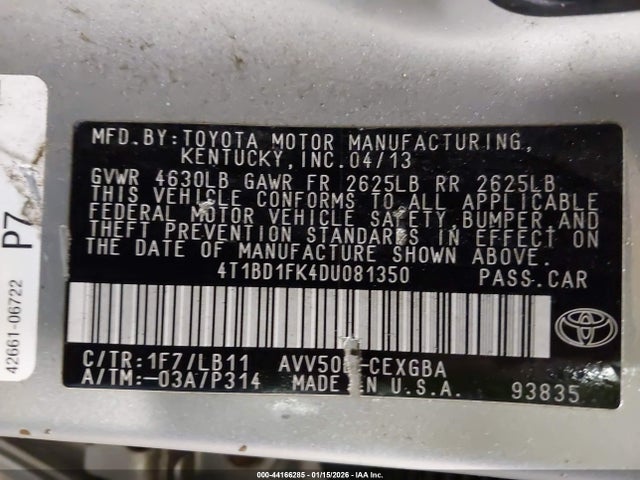 MFD. BY: TOYOTA MOTOR MANUFACTURING,
KENTUCKY, INC. 04/13
GVWR 4630LB GAWR FR 2625LB RR 2625LB
THIS VEHICLE CONFORMS TO ALL APPLICABLE
FEDERAL MOTOR VEHICLE SAFETY, BUMPER, AND
THEFT PREVENTION STANDARDS IN EFFECT ON
THE DATE OF MANUFACTURE SHOWN ABOVE.
4T1BD1FK4DU081350 PASS. CAR
C/TR: 1F7/LB11 -CEXGBA
A/TM: -03A/P314 MADE IN U.S.A. 93835
P7
42661-06722
000-44166285 - 01/15/2026 - IAA Inc.